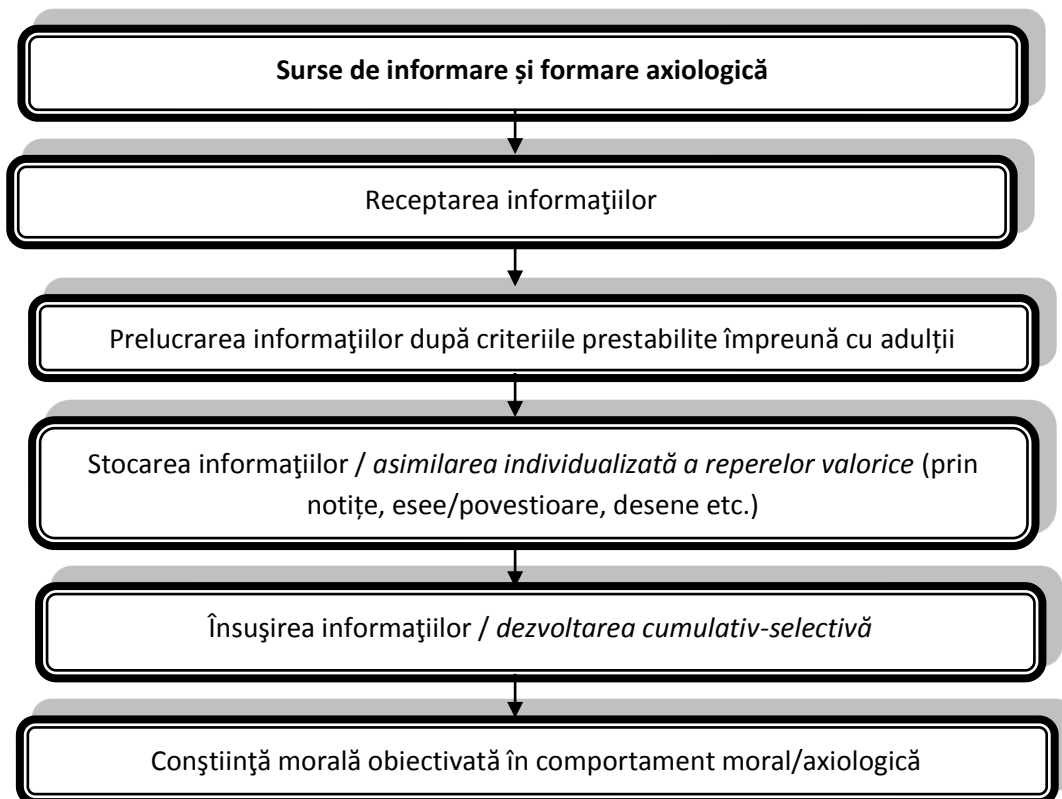 Surse de informare și formare axiologică
Receptarea informaţiilor
Prelucrarea informaţiilor după criteriile prestabilite împreună cu adulții
Stocarea informaţiilor / asimilarea individualizată a reperelor valorice (prin
notițe, esee/povestioare, desene etc.)
Însuşirea informaţiilor / dezvoltarea cumulativ-selectivă
Conştiinţă morală obiectivată în comportament moral/axiologică